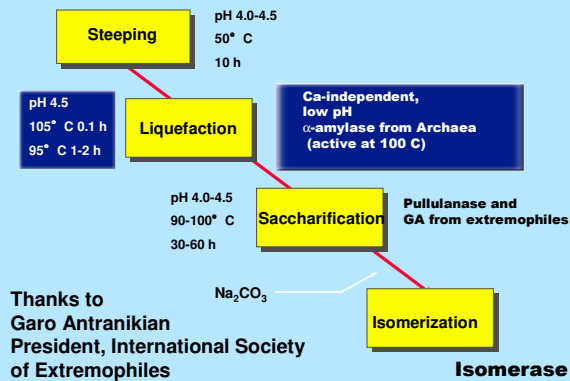 Steeping
pH 4.0-4.5
50° C
10 h
pH 4.5
105° C 0.1 h
95° C 1-2 h
Liquefaction
Ca-independent,
low pH
α-amylase from Archaea
(active at 100 C)
pH 4.0-4.5
90-100° C
30-60 h
Saccharification
Pullulanase and
GA from extremophiles
Na₂CO₃
Isomerization
Thanks to
Garo Antranikian
President, International Society
of Extremophiles
Isomerase